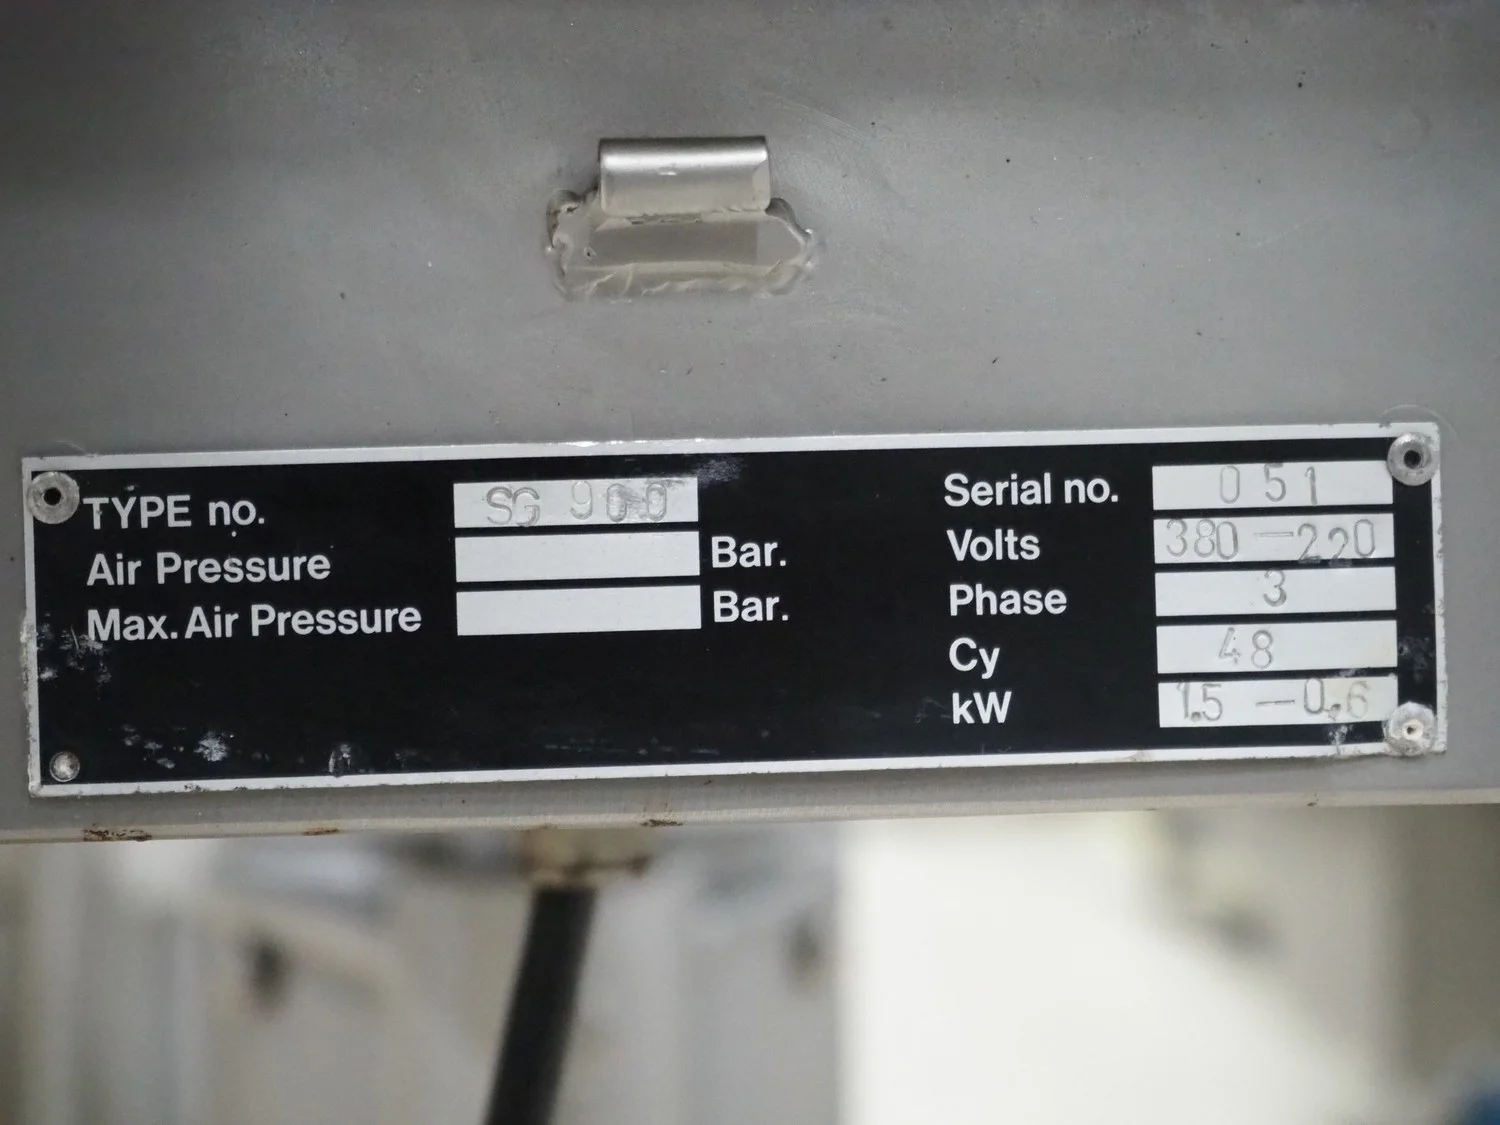 TYPE no. SG 900
Air Pressure Bar.
Max. Air Pressure Bar.
Serial no. 051
Volts 380 — 220
Phase 3
Cy 48
kW 1.5 — 0.6